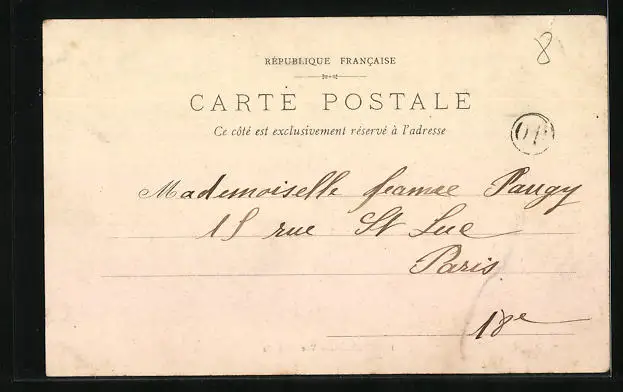 8
RÉPUBLIQUE FRANÇAISE
CARTE POSTALE
Ce côté est exclusivement réservé à l'adresse
Mademoiselle Jeanne
15 rue St Luc
Paris
18e